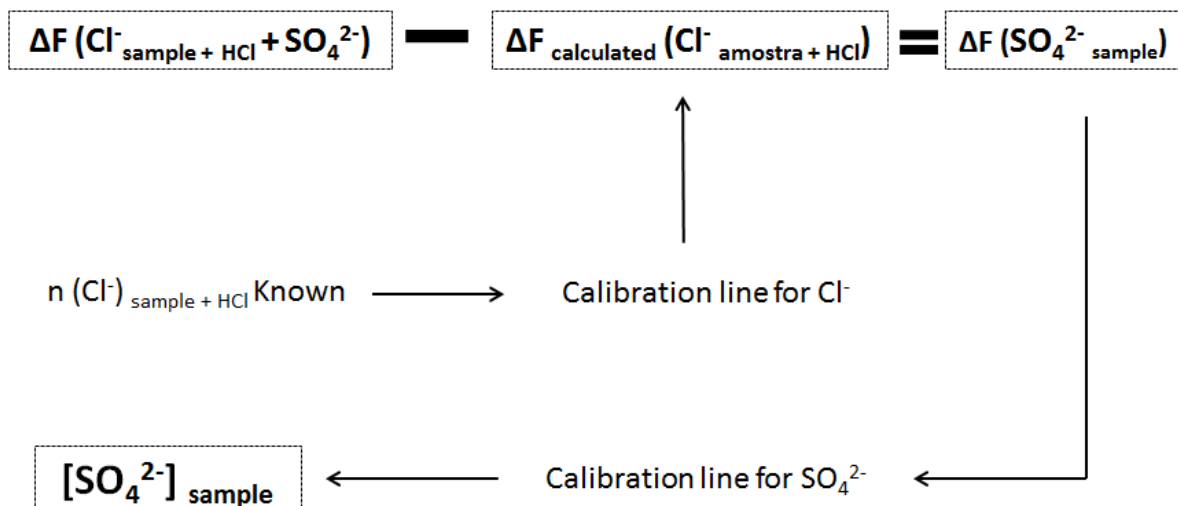 ΔF (Cl⁻ sample + HCl + SO₄²⁻) − ΔF calculated (Cl⁻ amostra + HCl) = ΔF (SO₄²⁻ sample)
n (Cl⁻) sample + HCl Known
Calibration line for Cl⁻
[SO₄²⁻] sample
Calibration line for SO₄²⁻